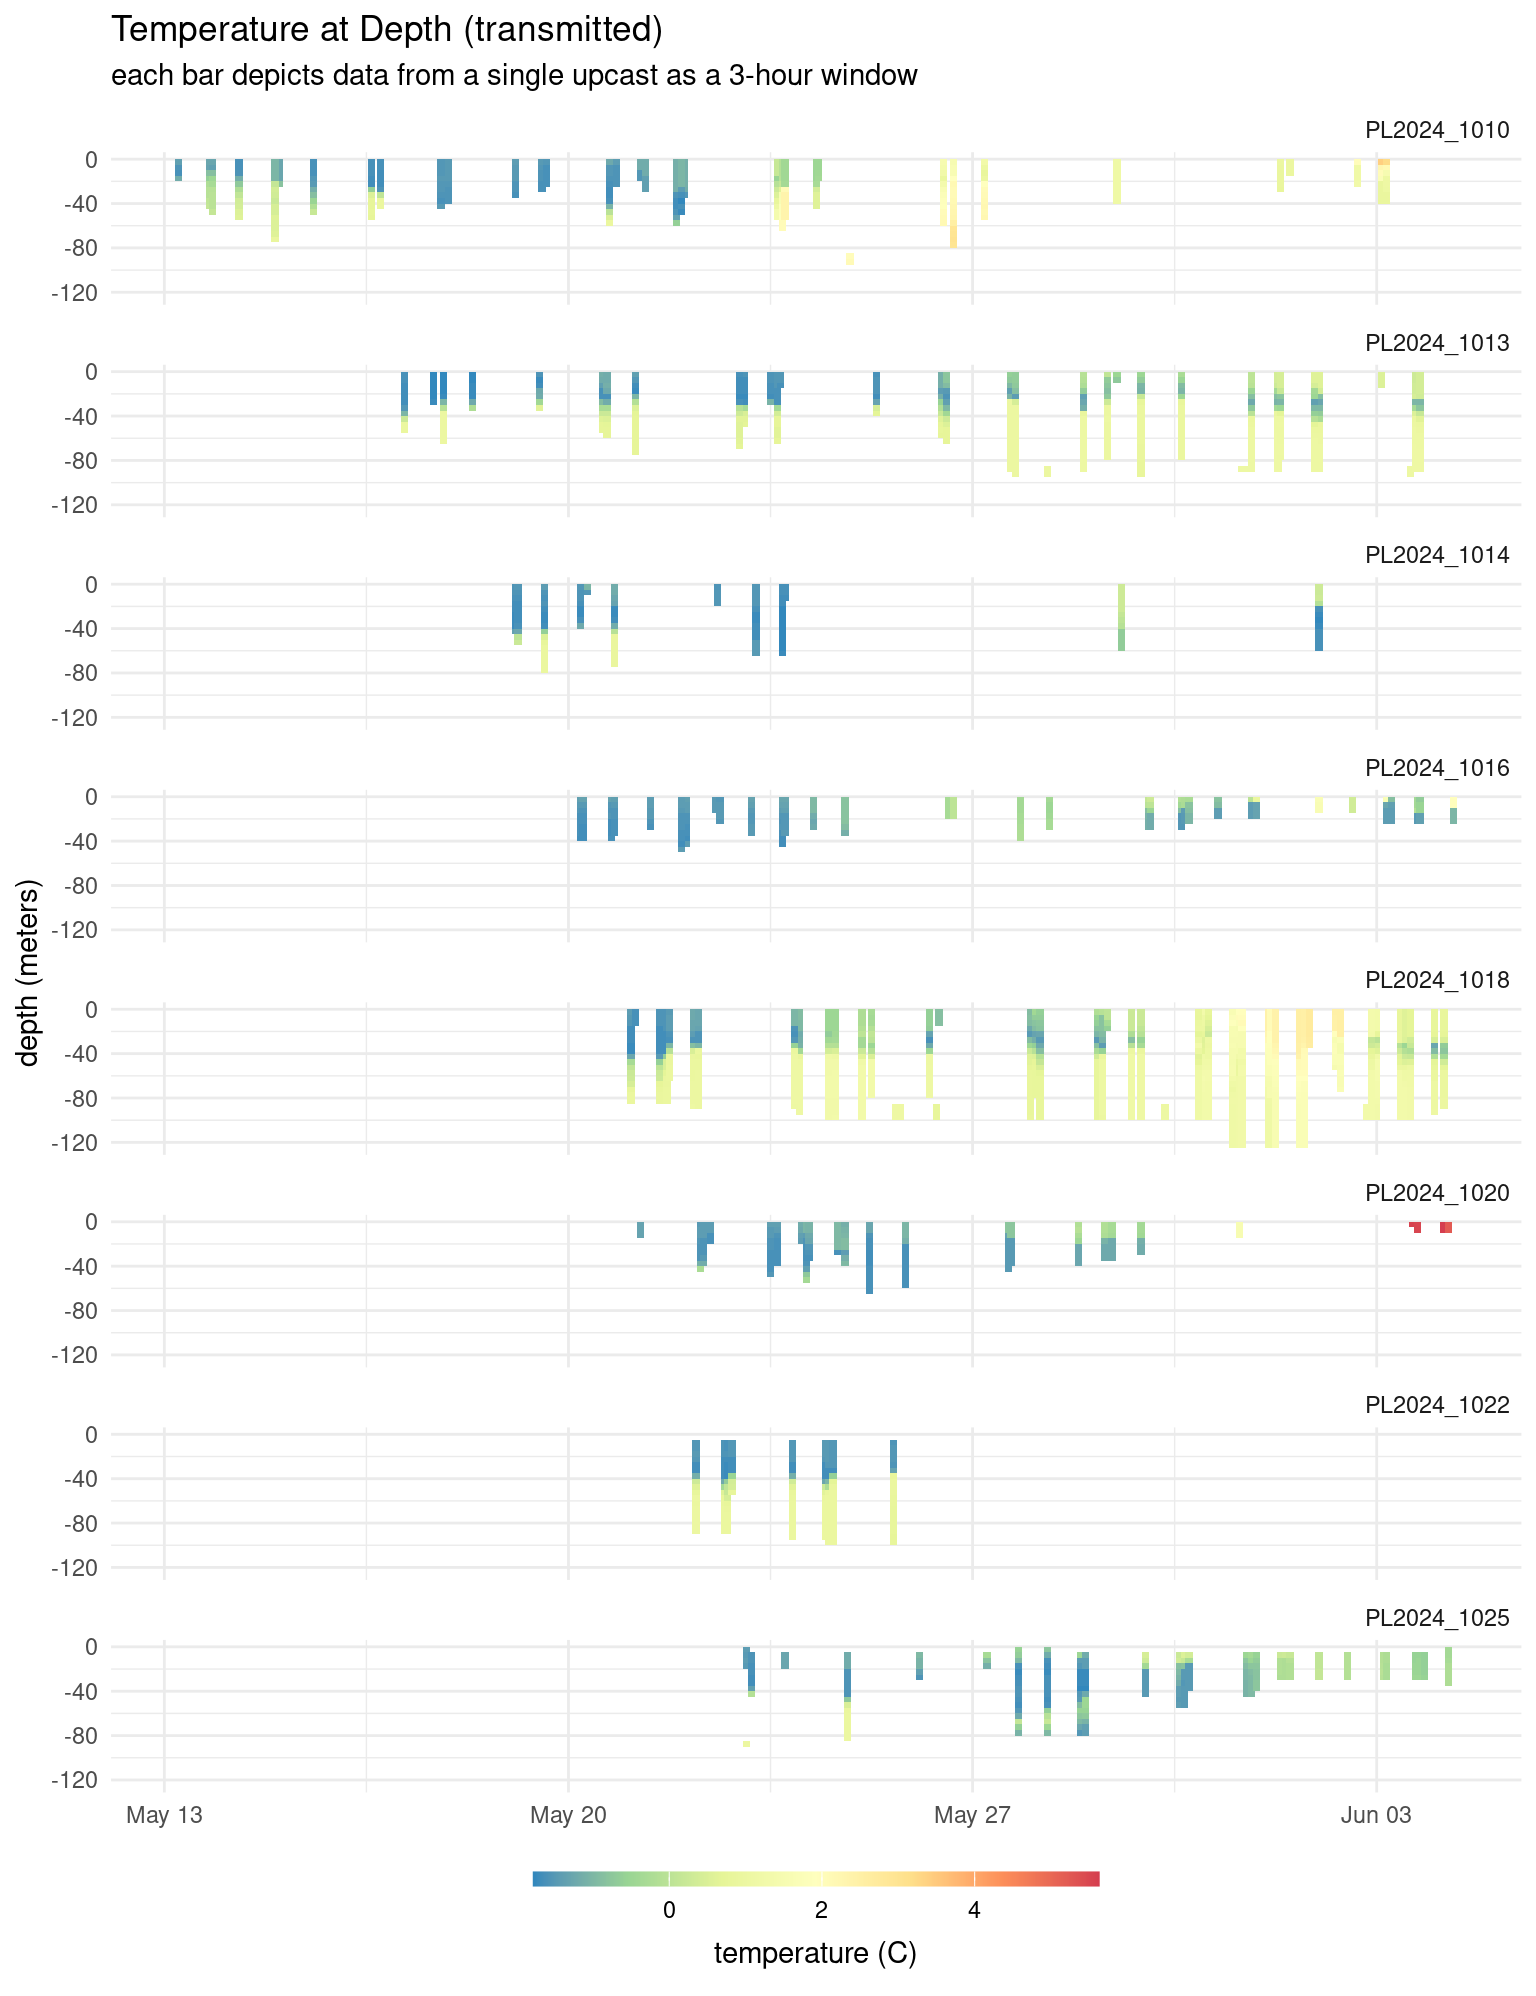 Temperature at Depth (transmitted)
each bar depicts data from a single upcast as a 3-hour window
PL2024_1010
0
-40
-80
-120
PL2024_1013
0
-40
-80
-120
PL2024_1014
0
-40
-80
-120
PL2024_1016
0
-40
-80
-120
depth (meters)
PL2024_1018
0
-40
-80
-120
PL2024_1020
0
-40
-80
-120
PL2024_1022
0
-40
-80
-120
PL2024_1025
0
-40
-80
-120
May 13 May 20 May 27 Jun 03
0 2 4
temperature (C)